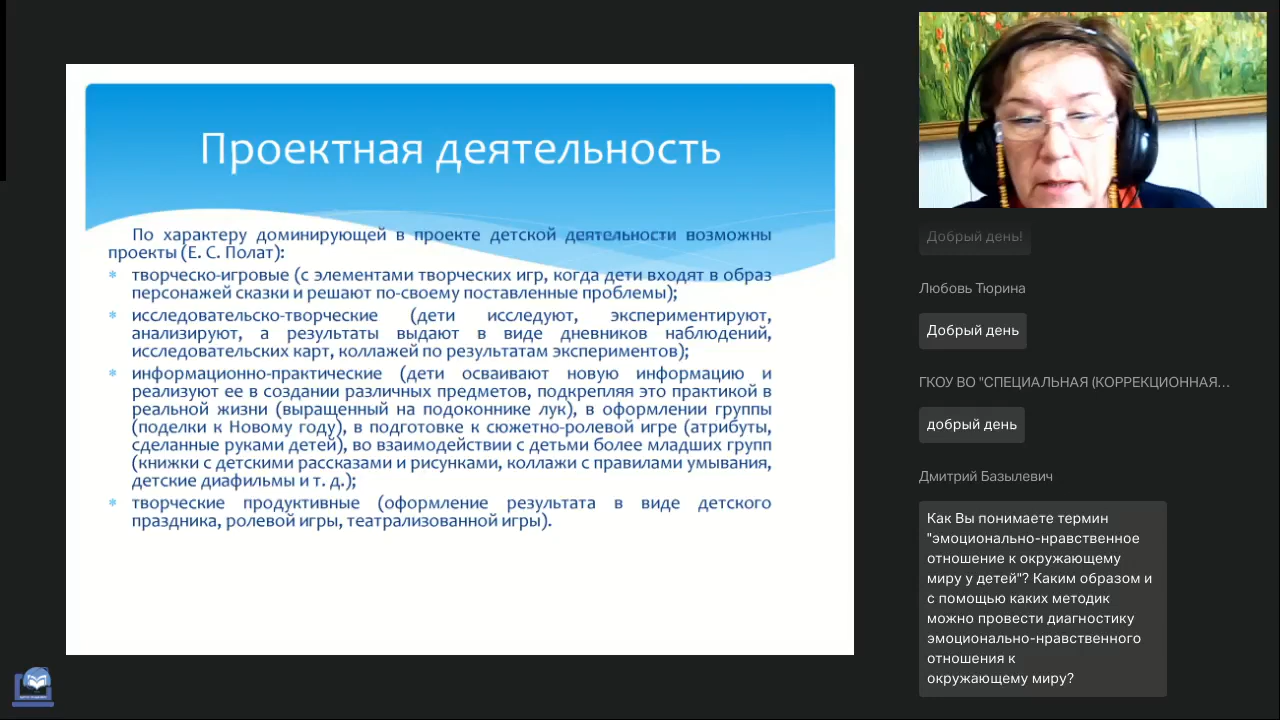 Проектная деятельность
По характеру доминирующей в проекте детской деятельности возможны
проекты (Е. С. Полат):
творческо-игровые (с элементами творческих игр, когда дети входят в образ
персонажей сказки и решают по-своему поставленные проблемы);
исследовательско-творческие (дети исследуют, экспериментируют,
анализируют, а результаты выдают в виде дневников наблюдений,
исследовательских карт, коллажей по результатам экспериментов);
информационно-практические (дети осваивают новую информацию и
реализуют ее в создании различных предметов, подкрепляя это практикой в
реальной жизни (выращенный на подоконнике лук), в оформлении группы
(поделки к Новому году), в подготовке к сюжетно-ролевой игре (атрибуты,
сделанные руками детей), во взаимодействии с детьми более младших групп
(книжки с детскими рассказами и рисунками, коллажи с правилами умывания,
детские диафильмы и т. д.);
творческие продуктивные (оформление результата в виде детского
праздника, ролевой игры, театрализованной игры).
Добрый день!
Любовь Тюрина
Добрый день
ГКОУ ВО "СПЕЦИАЛЬНАЯ (КОРРЕКЦИОННАЯ...
добрый день
Дмитрий Базылевич
Как Вы понимаете термин
"эмоционально-нравственное
отношение к окружающему
миру у детей"? Каким образом и
с помощью каких методик
можно провести диагностику
эмоционально-нравственного
отношения к
окружающему миру?